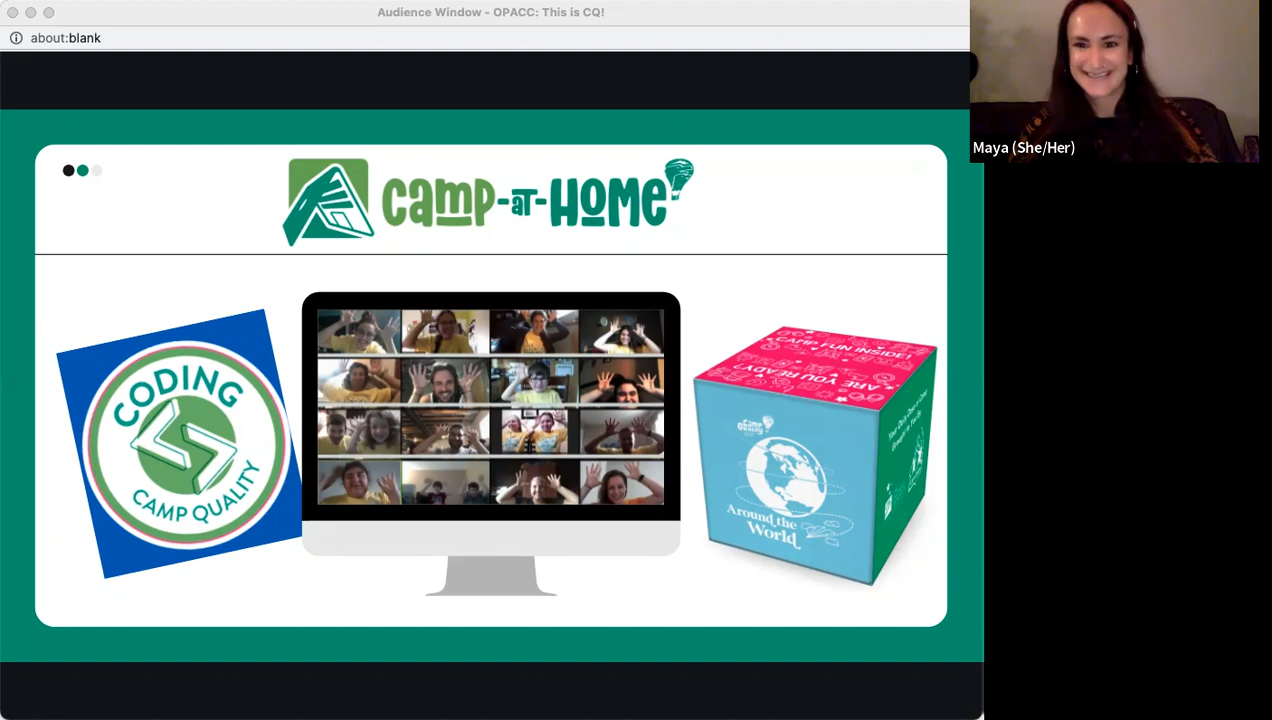 Audience Window - OPACC: This is CQ!
about:blank
Maya (She/Her)
CAMP-AT-HOME
CODING
CAMP QUALITY
CAMP FUN INSIDE!
ARE YOU READY?
Around the
World